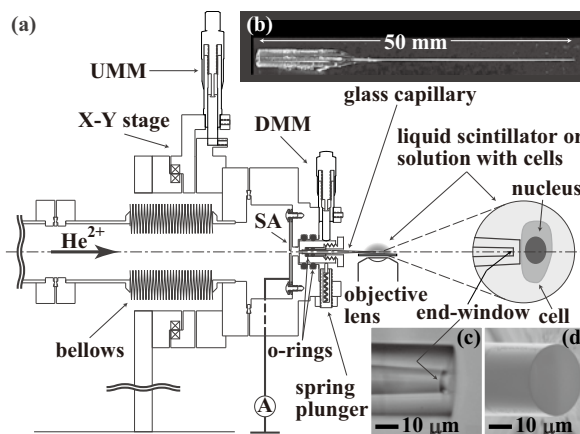 (a)
UMM
X-Y stage
DMM
(b)
50 mm
glass capillary
liquid scintillator or
solution with cells
nucleus
SA
He2+
bellows
o-rings
spring
plunger
A
objective
lens
end-window
cell
(c)
10 μm
(d)
10 μm